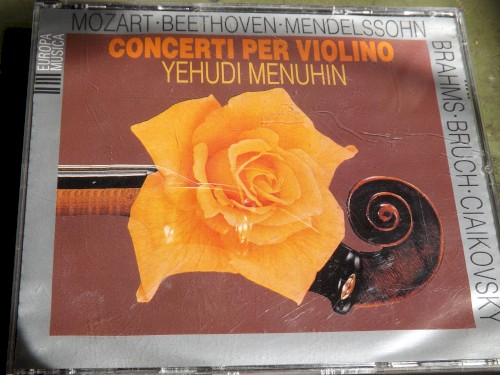 MOZART · BEETHOVEN · MENDELSSOHN
BRAHMS · BRUCH · CIAIKOVSKY
EUROPA
MUSICA
CONCERTI PER VIOLINO
YEHUDI MENUHIN